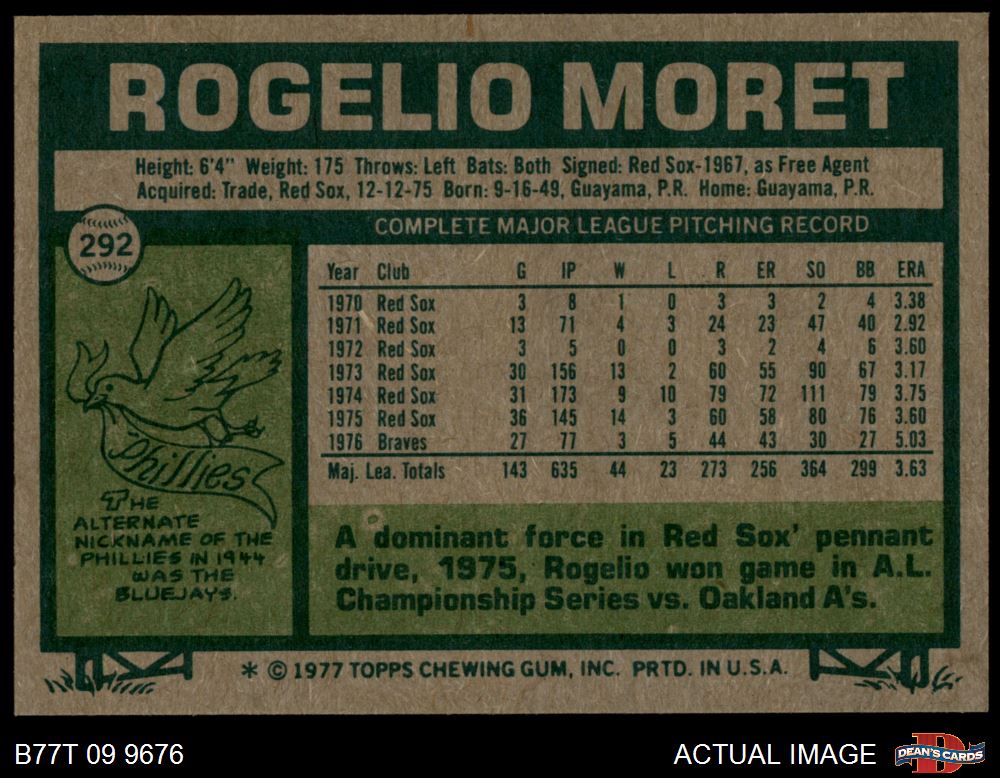 ROGELIO MORET
Height: 6'4" Weight: 175 Throws: Left Bats: Both Signed: Red Sox-1967, as Free Agent
Acquired: Trade, Red Sox, 12-12-75 Born: 9-16-49, Guayama, P.R. Home: Guayama, P.R.
292
COMPLETE MAJOR LEAGUE PITCHING RECORD
Year Club G IP W L R ER SO BB ERA
1970 Red Sox 3 8 1 0 3 3 2 4 3.38
1971 Red Sox 13 71 4 3 24 23 47 40 2.92
1972 Red Sox 3 5 0 0 3 2 4 6 3.60
1973 Red Sox 30 156 13 2 60 55 90 67 3.17
1974 Red Sox 31 173 9 10 79 72 111 79 3.75
1975 Red Sox 36 145 14 3 60 58 80 76 3.60
1976 Braves 27 77 3 5 44 43 30 27 5.03
Maj. Lea. Totals 143 635 44 23 273 256 364 299 3.63
Phillies
THE
ALTERNATE
NICKNAME OF THE
PHILLIES IN 1944
WAS THE
BLUEJAYS.
A dominant force in Red Sox' pennant
drive, 1975, Rogelio won game in A.L.
Championship Series vs. Oakland A's.
* © 1977 TOPPS CHEWING GUM, INC. PRTD. IN U.S.A.
B77T 09 9676
ACTUAL IMAGE
D
DEAN'S CARDS